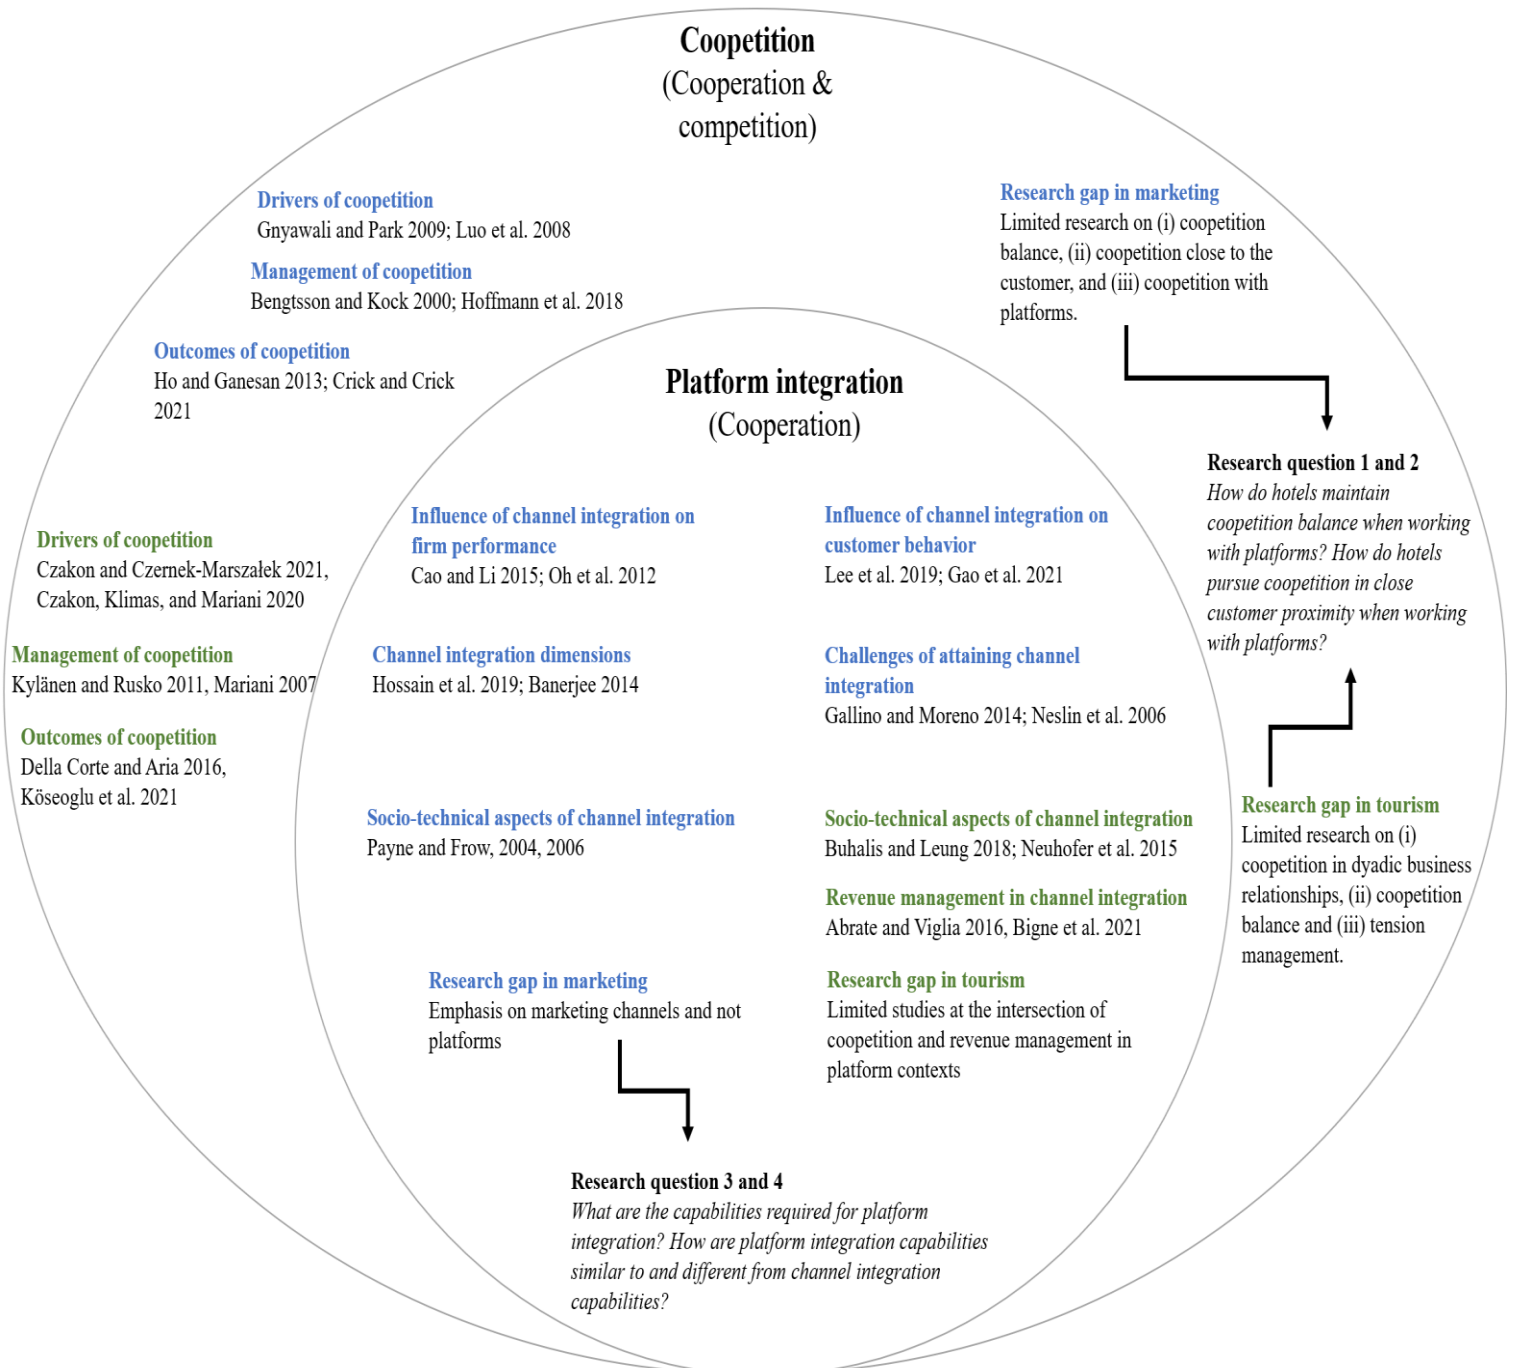 Coopetition
(Cooperation &
competition)
Drivers of coopetition
Gnyawali and Park 2009; Luo et al. 2008
Management of coopetition
Bengtsson and Kock 2000; Hoffmann et al. 2018
Outcomes of coopetition
Ho and Ganesan 2013; Crick and Crick
2021
Research gap in marketing
Limited research on (i) coopetition
balance, (ii) coopetition close to the
customer, and (iii) coopetition with
platforms.
Research question 1 and 2
How do hotels maintain
coopetition balance when working
with platforms? How do hotels
pursue coopetition in close
customer proximity when working
with platforms?
Drivers of coopetition
Czakon and Czernek-Marszałek 2021,
Czakon, Klimas, and Mariani 2020
Management of coopetition
Kylänen and Rusko 2011, Mariani 2007
Outcomes of coopetition
Della Corte and Aria 2016,
Köseoglu et al. 2021
Research gap in tourism
Limited research on (i)
coopetition in dyadic business
relationships, (ii) coopetition
balance and (iii) tension
management.
Platform integration
(Cooperation)
Influence of channel integration on
firm performance
Cao and Li 2015; Oh et al. 2012
Influence of channel integration on
customer behavior
Lee et al. 2019; Gao et al. 2021
Channel integration dimensions
Hossain et al. 2019; Banerjee 2014
Challenges of attaining channel
integration
Gallino and Moreno 2014; Neslin et al. 2006
Socio-technical aspects of channel integration
Payne and Frow, 2004, 2006
Socio-technical aspects of channel integration
Buhalis and Leung 2018; Neuhofer et al. 2015
Revenue management in channel integration
Abrate and Viglia 2016, Bigne et al. 2021
Research gap in marketing
Emphasis on marketing channels and not
platforms
Research gap in tourism
Limited studies at the intersection of
coopetition and revenue management in
platform contexts
Research question 3 and 4
What are the capabilities required for platform
integration? How are platform integration capabilities
similar to and different from channel integration
capabilities?